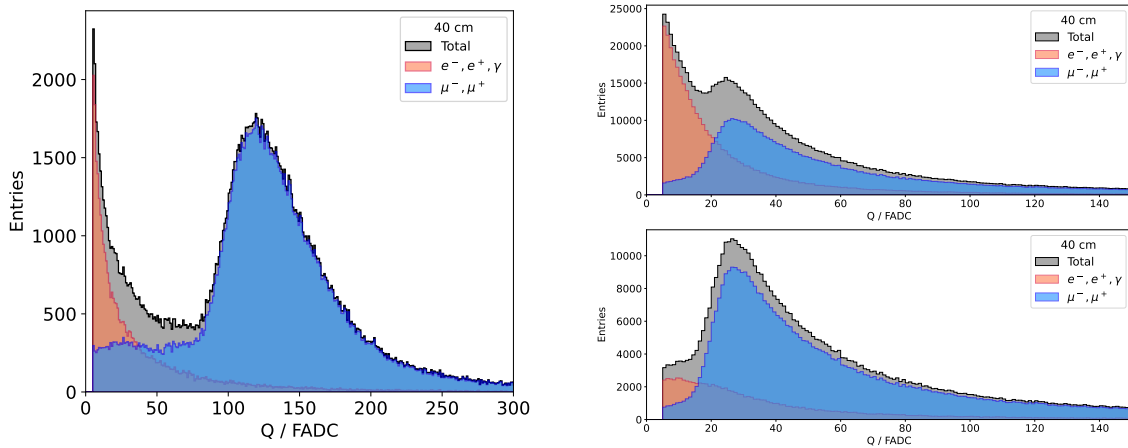 40 cm
Total
e⁻, e⁺, γ
μ⁻, μ⁺
Entries
2000
1500
1000
500
0
0 50 100 150 200 250 300
Q / FADC
40 cm
Total
e⁻, e⁺, γ
μ⁻, μ⁺
Entries
25000
20000
15000
10000
5000
0
0 20 40 60 80 100 120 140
Q / FADC
40 cm
Total
e⁻, e⁺, γ
μ⁻, μ⁺
Entries
10000
8000
6000
4000
2000
0
0 20 40 60 80 100 120 140
Q / FADC